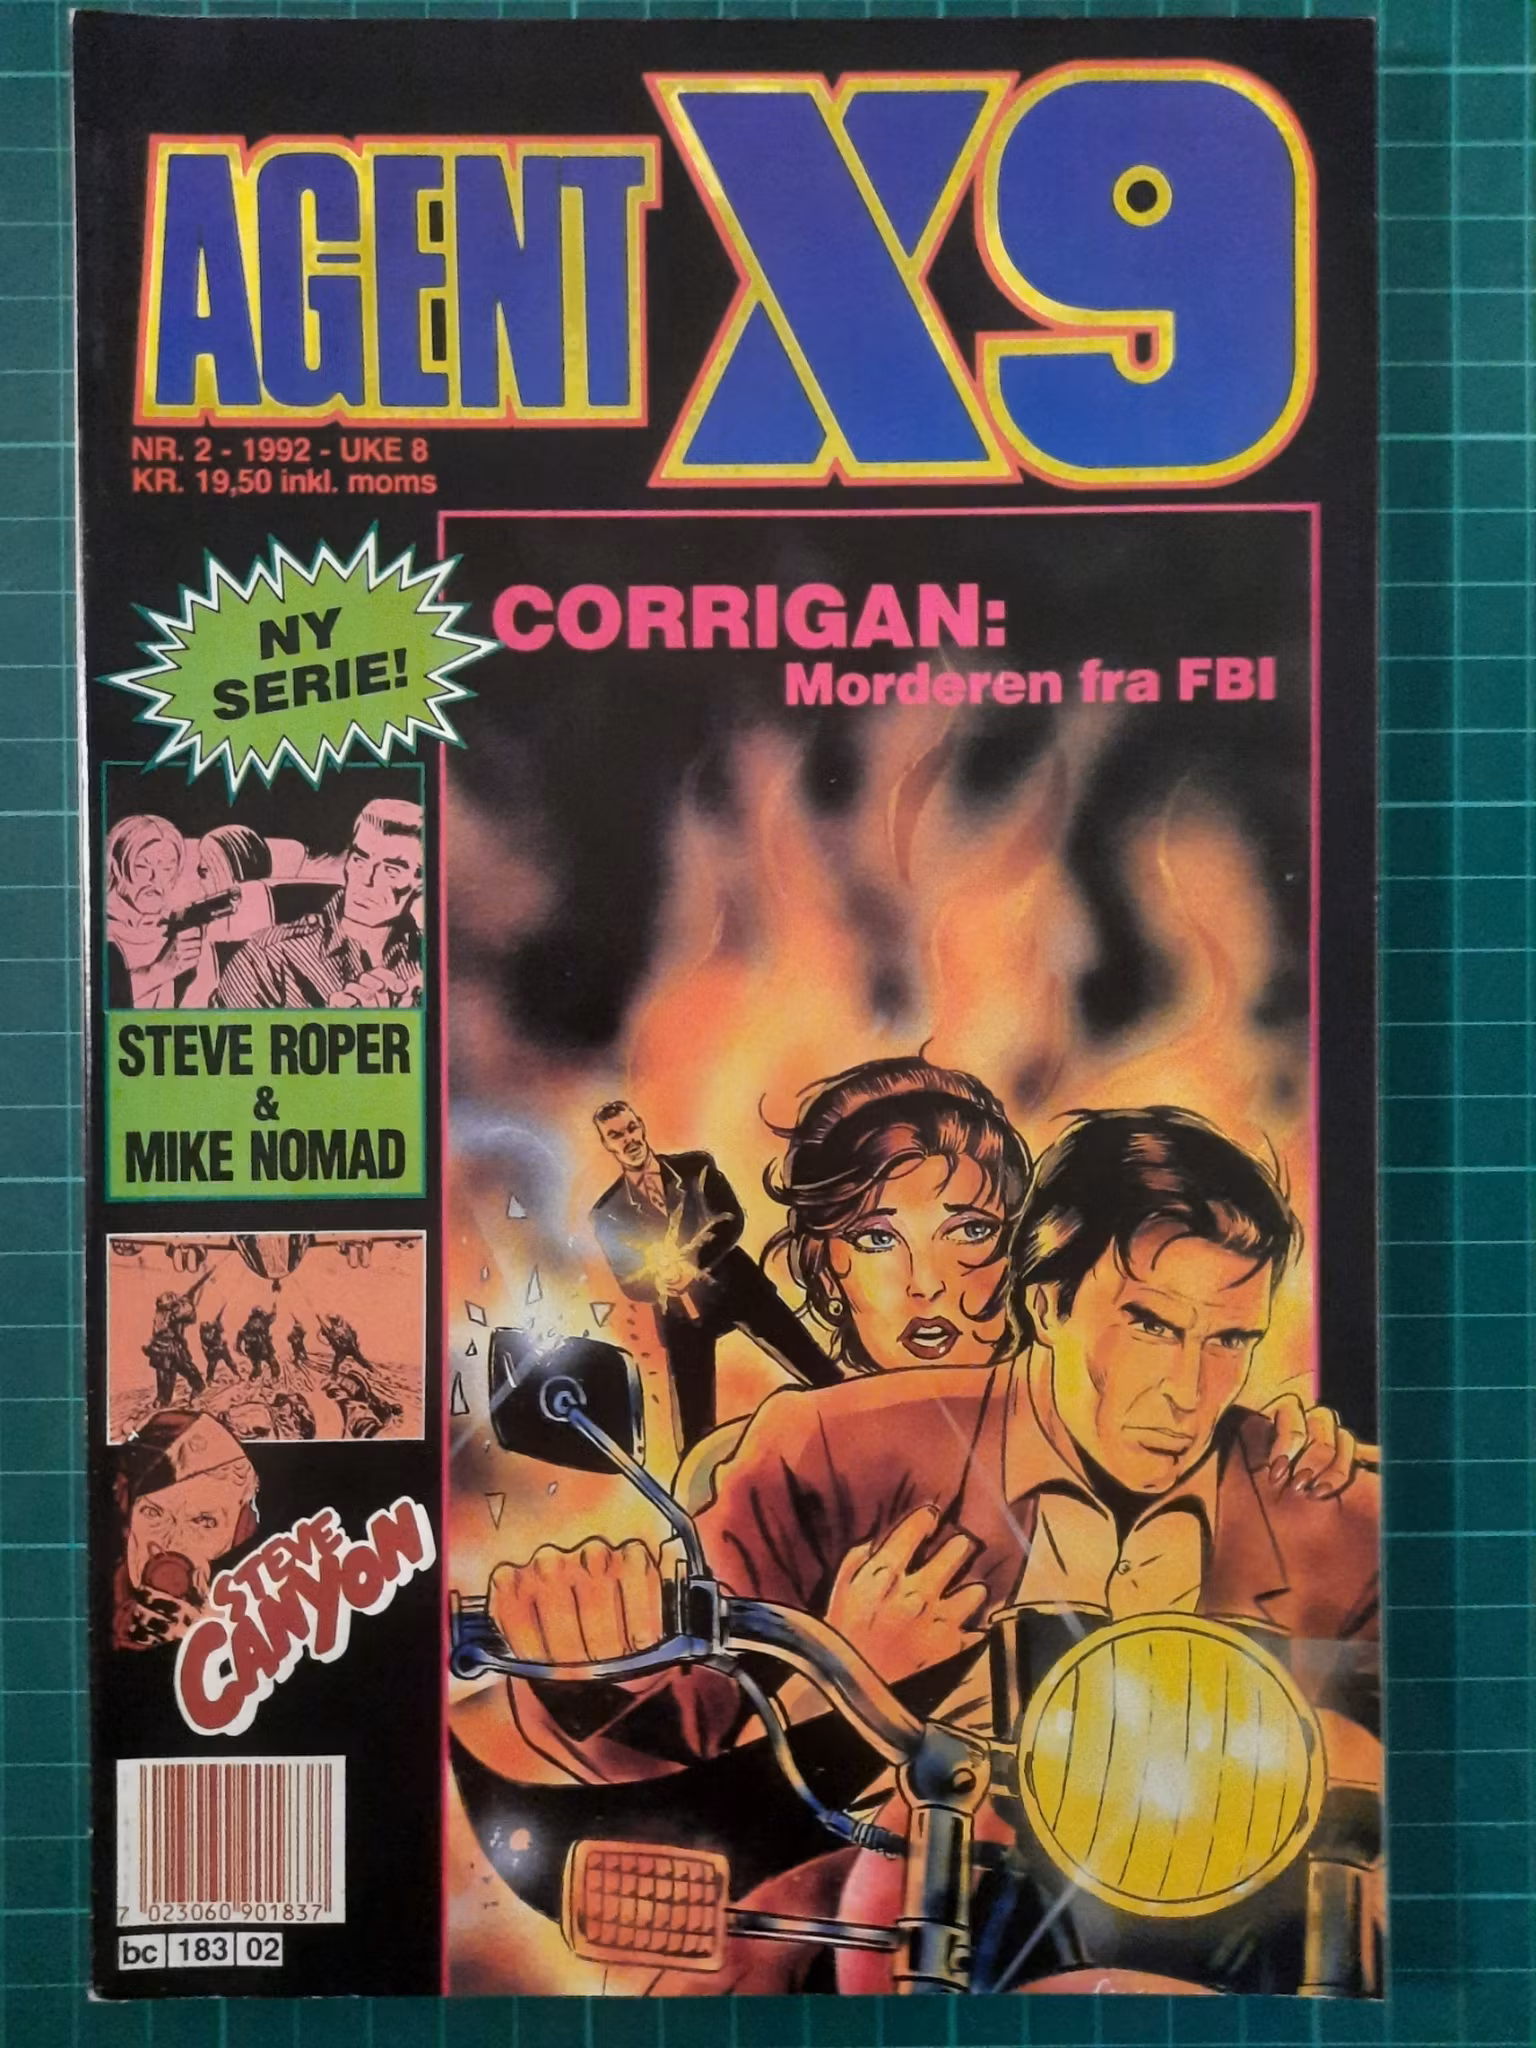 AGENT X9
NR. 2 - 1992 - UKE 8
KR. 19,50 inkl. moms
NY
SERIE!
CORRIGAN:
Morderen fra FBI
STEVE ROPER
&
MIKE NOMAD
STEVE
CANYON
7 023060 901837
bc 183 02